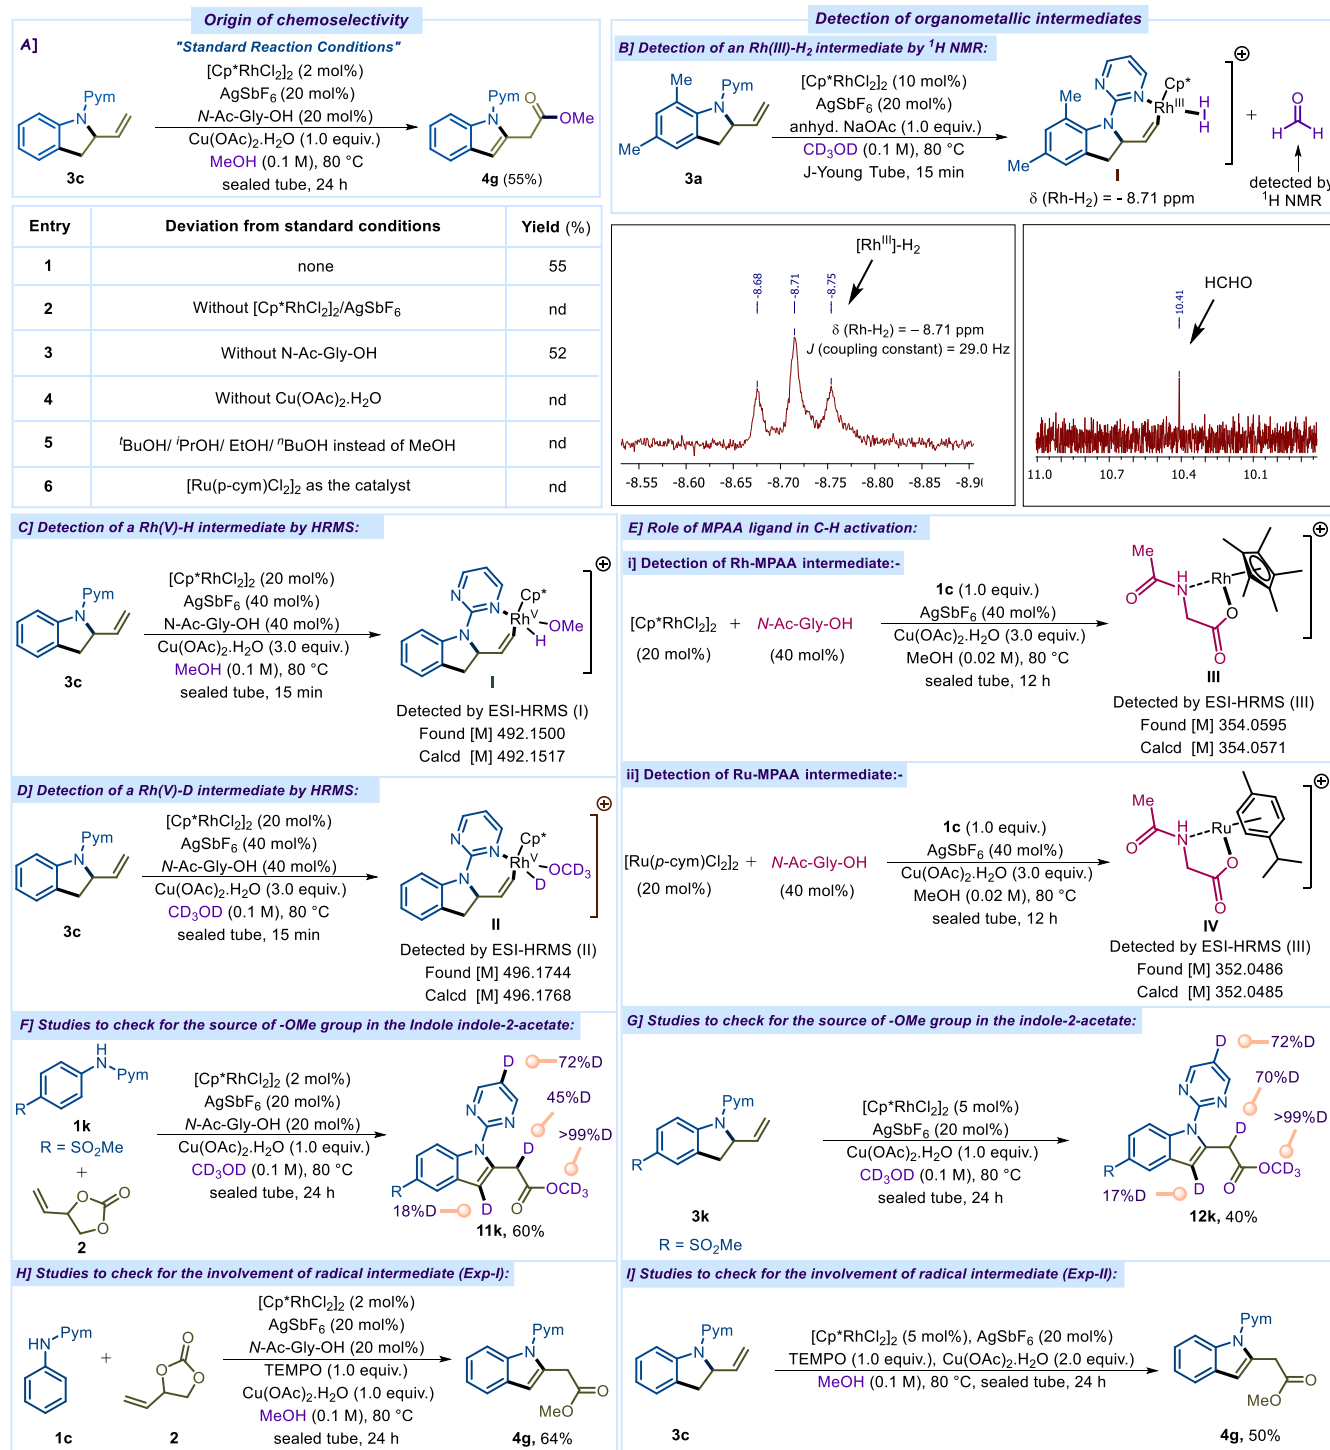 Origin of chemoselectivity
A]
"Standard Reaction Conditions"
[Cp*RhCl2]2 (2 mol%)
AgSbF6 (20 mol%)
N-Ac-Gly-OH (20 mol%)
Cu(OAc)2.H2O (1.0 equiv.)
MeOH (0.1 M), 80 °C
sealed tube, 24 h
Pym
N
3c
Pym
N
O
OMe
4g (55%)
Entry Deviation from standard conditions Yield (%)
1 none 55
2 Without [Cp*RhCl2]2/AgSbF6 nd
3 Without N-Ac-Gly-OH 52
4 Without Cu(OAc)2.H2O nd
5 tBuOH/ iPrOH/ EtOH/ nBuOH instead of MeOH nd
6 [Ru(p-cym)Cl2]2 as the catalyst nd
Detection of organometallic intermediates
B] Detection of an Rh(III)-H2 intermediate by 1H NMR:
Me
Pym
N
Me
3a
[Cp*RhCl2]2 (10 mol%)
AgSbF6 (20 mol%)
anhyd. NaOAc (1.0 equiv.)
CD3OD (0.1 M), 80 °C
J-Young Tube, 15 min
N
N
Cp*
Me
N
RhIII
H
H
Me
I
δ (Rh-H2) = - 8.71 ppm
+
O
H H
detected by
1H NMR
[RhIII]-H2
-8.68
-8.71
-8.75
δ (Rh-H2) = – 8.71 ppm
J (coupling constant) = 29.0 Hz
-8.55 -8.60 -8.65 -8.70 -8.75 -8.80 -8.85 -8.90
HCHO
10.41
11.0 10.7 10.4 10.1
C] Detection of a Rh(V)-H intermediate by HRMS:
Pym
N
3c
[Cp*RhCl2]2 (20 mol%)
AgSbF6 (40 mol%)
N-Ac-Gly-OH (40 mol%)
Cu(OAc)2.H2O (3.0 equiv.)
MeOH (0.1 M), 80 °C
sealed tube, 15 min
N
N
Cp*
N
RhV
OMe
H
I
Detected by ESI-HRMS (I)
Found [M] 492.1500
Calcd [M] 492.1517
D] Detection of a Rh(V)-D intermediate by HRMS:
Pym
N
3c
[Cp*RhCl2]2 (20 mol%)
AgSbF6 (40 mol%)
N-Ac-Gly-OH (40 mol%)
Cu(OAc)2.H2O (3.0 equiv.)
CD3OD (0.1 M), 80 °C
sealed tube, 15 min
N
N
Cp*
N
RhV
OCD3
D
II
Detected by ESI-HRMS (II)
Found [M] 496.1744
Calcd [M] 496.1768
E] Role of MPAA ligand in C-H activation:
i] Detection of Rh-MPAA intermediate:-
[Cp*RhCl2]2 + N-Ac-Gly-OH
(20 mol%) (40 mol%)
1c (1.0 equiv.)
AgSbF6 (40 mol%)
Cu(OAc)2.H2O (3.0 equiv.)
MeOH (0.02 M), 80 °C
sealed tube, 12 h
Me
H
N
Rh
O
O
O
III
Detected by ESI-HRMS (III)
Found [M] 354.0595
Calcd [M] 354.0571
ii] Detection of Ru-MPAA intermediate:-
[Ru(p-cym)Cl2]2 + N-Ac-Gly-OH
(20 mol%) (40 mol%)
1c (1.0 equiv.)
AgSbF6 (40 mol%)
Cu(OAc)2.H2O (3.0 equiv.)
MeOH (0.02 M), 80 °C
sealed tube, 12 h
Me
H
N
Ru
O
O
O
IV
Detected by ESI-HRMS (III)
Found [M] 352.0486
Calcd [M] 352.0485
F] Studies to check for the source of -OMe group in the Indole indole-2-acetate:
H
N
Pym
R
1k
R = SO2Me
+
O
O
O
2
[Cp*RhCl2]2 (2 mol%)
AgSbF6 (20 mol%)
N-Ac-Gly-OH (20 mol%)
Cu(OAc)2.H2O (1.0 equiv.)
CD3OD (0.1 M), 80 °C
sealed tube, 24 h
D
72%D
45%D
N
N
>99%D
N
D
R
OCD3
O
D
18%D
11k, 60%
G] Studies to check for the source of -OMe group in the indole-2-acetate:
Pym
N
R
3k
R = SO2Me
[Cp*RhCl2]2 (5 mol%)
AgSbF6 (20 mol%)
Cu(OAc)2.H2O (1.0 equiv.)
CD3OD (0.1 M), 80 °C
sealed tube, 24 h
D
72%D
70%D
N
N
>99%D
N
D
R
OCD3
O
D
17%D
12k, 40%
H] Studies to check for the involvement of radical intermediate (Exp-I):
HN
Pym
1c
+
O
O
O
2
[Cp*RhCl2]2 (2 mol%)
AgSbF6 (20 mol%)
N-Ac-Gly-OH (20 mol%)
TEMPO (1.0 equiv.)
Cu(OAc)2.H2O (1.0 equiv.)
MeOH (0.1 M), 80 °C
sealed tube, 24 h
Pym
N
O
MeO
4g, 64%
I] Studies to check for the involvement of radical intermediate (Exp-II):
Pym
N
3c
[Cp*RhCl2]2 (5 mol%), AgSbF6 (20 mol%)
TEMPO (1.0 equiv.), Cu(OAc)2.H2O (2.0 equiv.)
MeOH (0.1 M), 80 °C, sealed tube, 24 h
Pym
N
O
MeO
4g, 50%